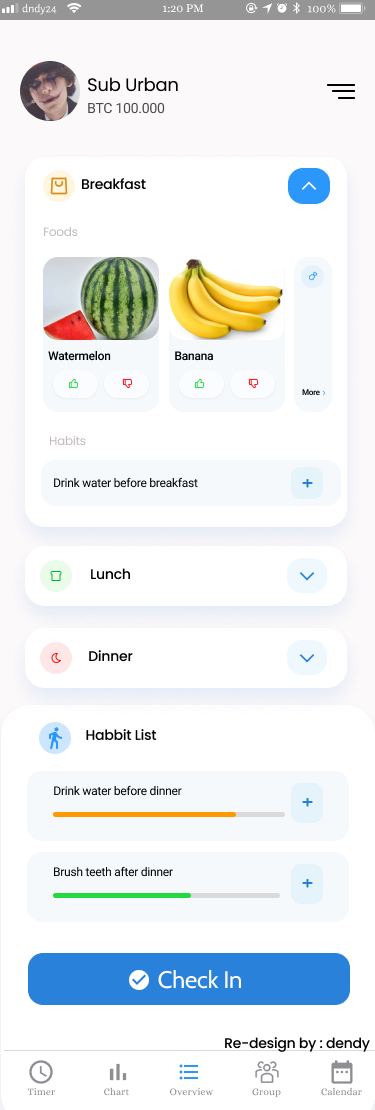 dndy24 1:20 PM 100%
Sub Urban
BTC 100.000
Breakfast
Foods
Watermelon Banana
More ›
Habits
Drink water before breakfast +
Lunch
Dinner
Habbit List
Drink water before dinner
+
Brush teeth after dinner
+
Check In
Re-design by : dendy
Timer Chart Overview Group Calendar